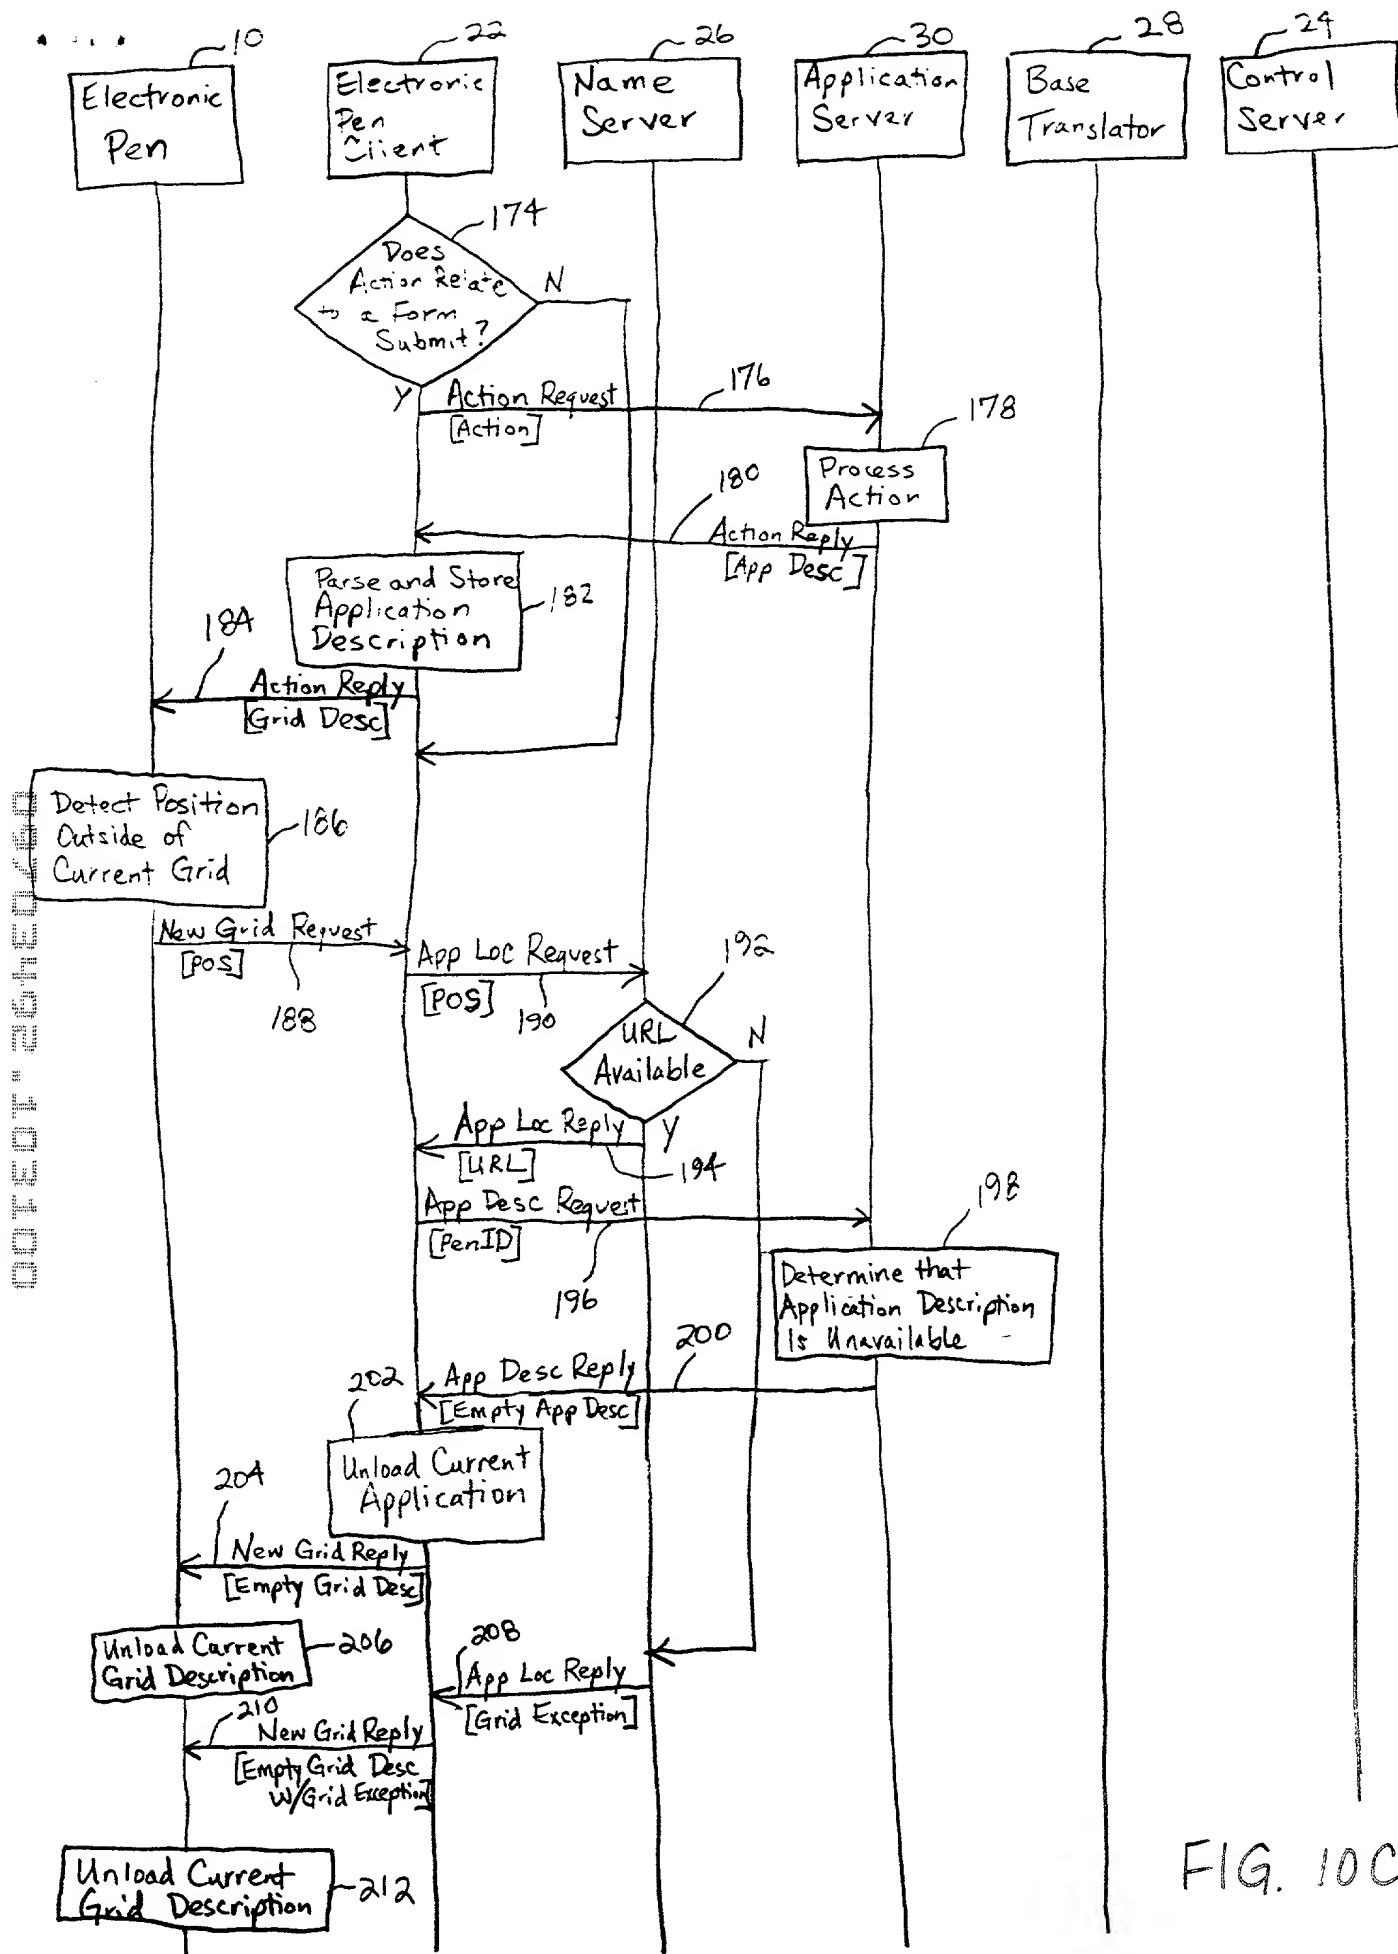 10
22
26
30
28
24
Electronic
Pen
Electronic
Pen
Client
Name
Server
Application
Server
Base
Translator
Control
Server
174
Does
Action Relate
to a Form
Submit?
N
Y
Action Request
[Action]
176
178
Process
Action
180
Action Reply
[App Desc]
Parse and Store
Application
Description
182
184
Action Reply
[Grid Desc]
Detect Position
Outside of
Current Grid
186
New Grid Request
[POS]
188
App Loc Request
[POS]
190
192
URL
Available
N
Y
App Loc Reply
[URL]
194
App Desc Request
[PenID]
196
198
Determine that
Application Description
Is Unavailable
200
App Desc Reply
[Empty App Desc]
202
Unload Current
Application
204
New Grid Reply
[Empty Grid Desc]
Unload Current
Grid Description
206
208
App Loc Reply
[Grid Exception]
210
New Grid Reply
[Empty Grid Desc
W/Grid Exception]
Unload Current
Grid Description
212
FIG. 10C